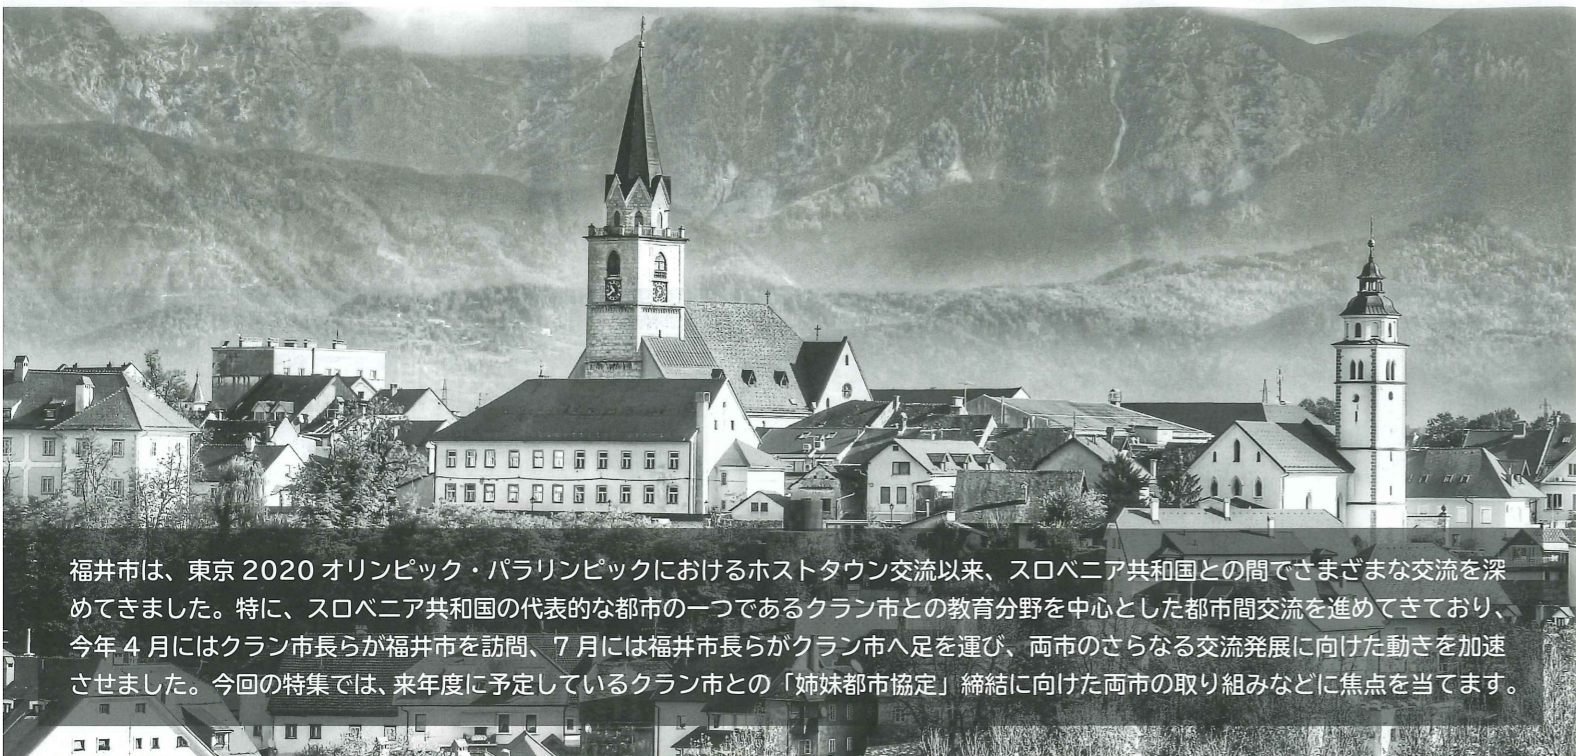 福井市は、東京 2020 オリンピック・パラリンピックにおけるホストタウン交流以来、スロベニア共和国との間でさまざまな交流を深
めてきました。特に、スロベニア共和国の代表的な都市の一つであるクラン市との教育分野を中心とした都市間交流を進めてきており、
今年 4 月にはクラン市長らが福井市を訪問、7 月には福井市長らがクラン市へ足を運び、両市のさらなる交流発展に向けた動きを加速
させました。今回の特集では、来年度に予定しているクラン市との「姉妹都市協定」締結に向けた両市の取り組みなどに焦点を当てます。